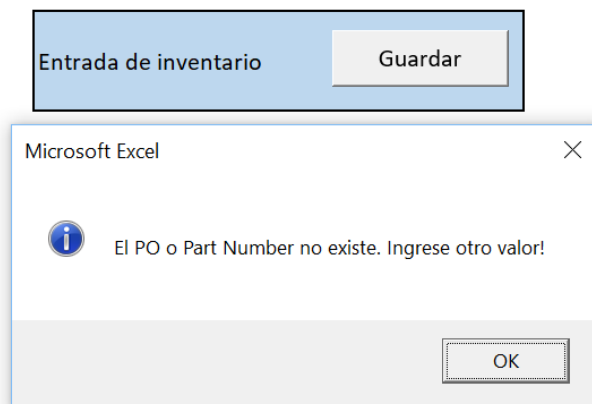 Entrada de inventario
Guardar
Microsoft Excel
El PO o Part Number no existe. Ingrese otro valor!
OK